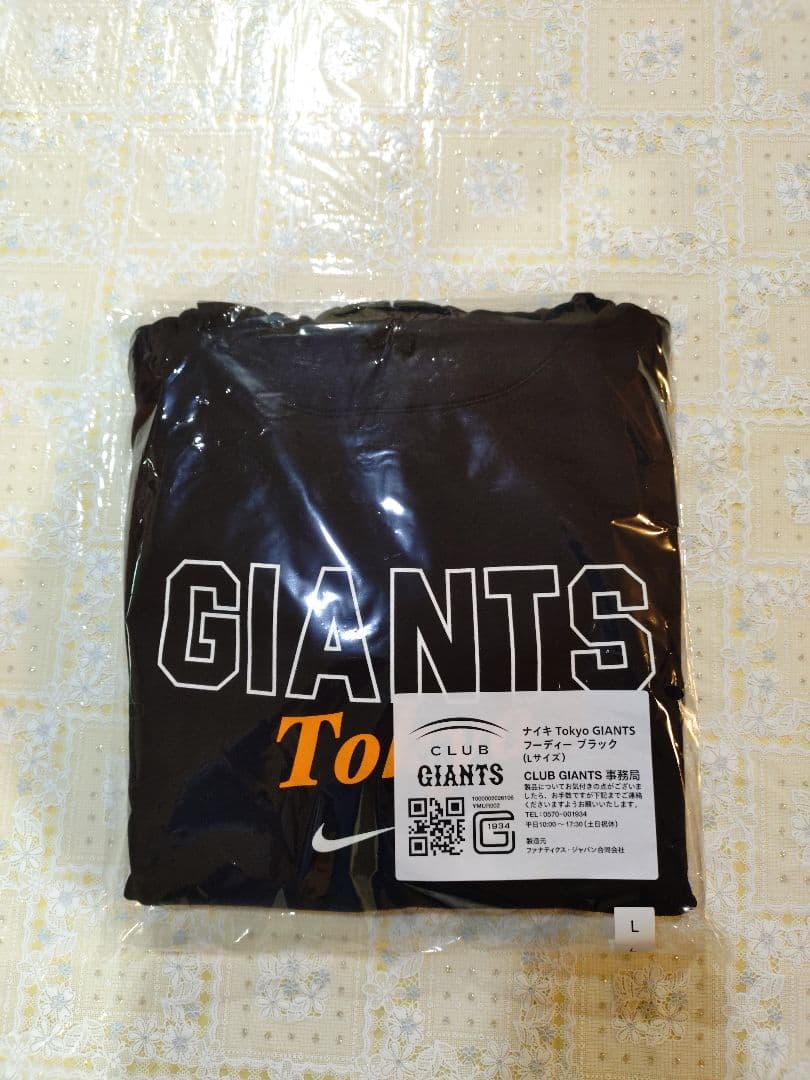 GIANTS
To
CLUB
GIANTS
ナイキ Tokyo GIANTS
フーディー ブラック
(Lサイズ)
CLUB GIANTS 事務局
製品についてお気付きの点がございま
したら、お手数ですが下記までご連絡
くださいますようお願いいたします。
TEL:0570-001934
平日10:00～17:30(土日祝休)
製造元
ファナティクス・ジャパン合同会社
1000002026106
G 1934
L